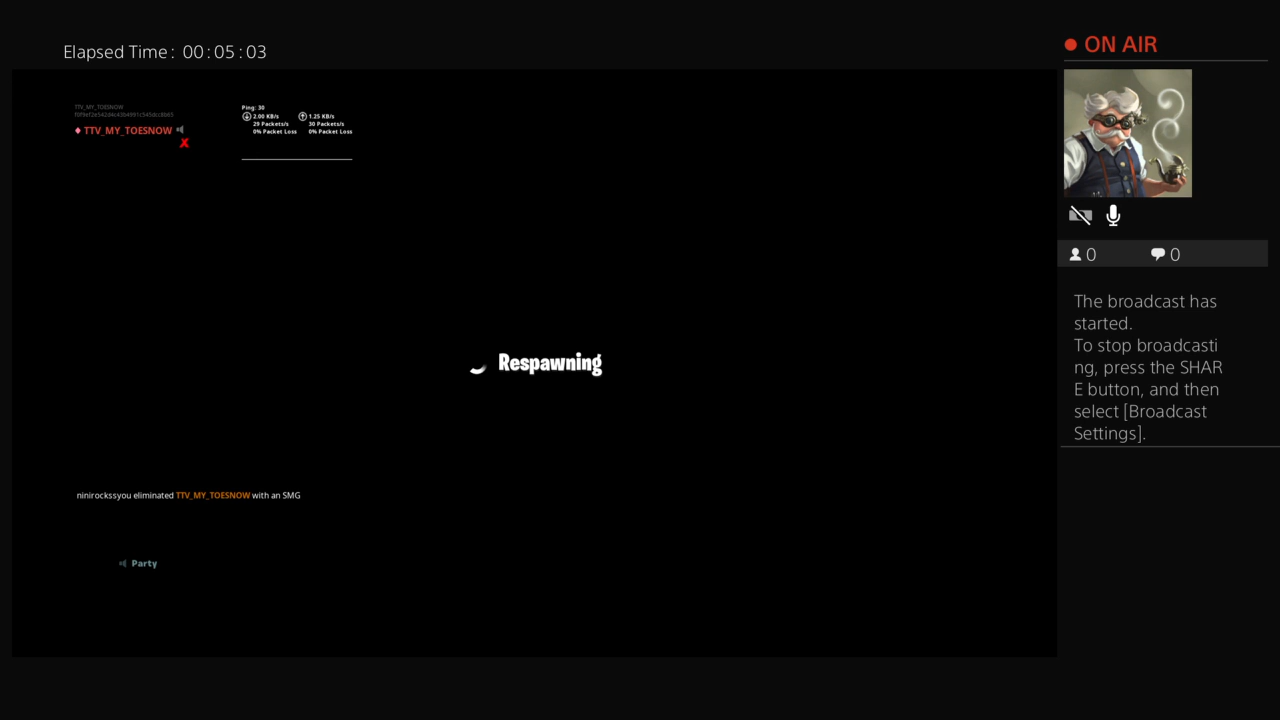 Elapsed Time: 00:05:03
ON AIR
TTV_MY_TOESNOW
TTV_MY_TOESNOW
X
Ping: 30
2.00 KB/s 1.25 KB/s
29 Packets/s 30 Packets/s
0% Packet Loss 0% Packet Loss
0 0
The broadcast has
started.
To stop broadcasti
ng, press the SHAR
E button, and then
select [Broadcast
Settings].
Respawning
ninirockssyou eliminated TTV_MY_TOESNOW with an SMG
Party